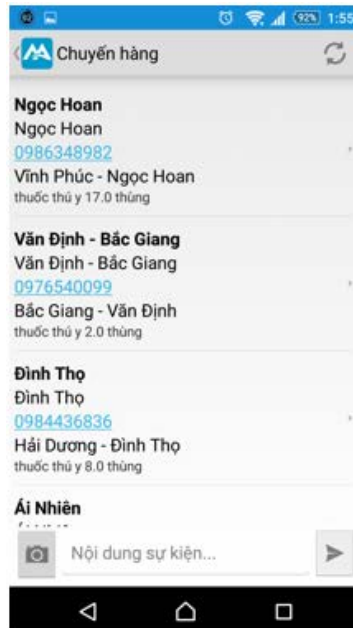 92%
1:55
Chuyến hàng
Ngọc Hoan
Ngọc Hoan
0986348982
Vĩnh Phúc - Ngọc Hoan
thuốc thú y 17.0 thùng
Văn Định - Bắc Giang
Văn Định - Bắc Giang
0976540099
Bắc Giang - Văn Định
thuốc thú y 2.0 thùng
Đình Thọ
Đình Thọ
0984436836
Hải Dương - Đình Thọ
thuốc thú y 8.0 thùng
Ái Nhiên
Nội dung sự kiện...